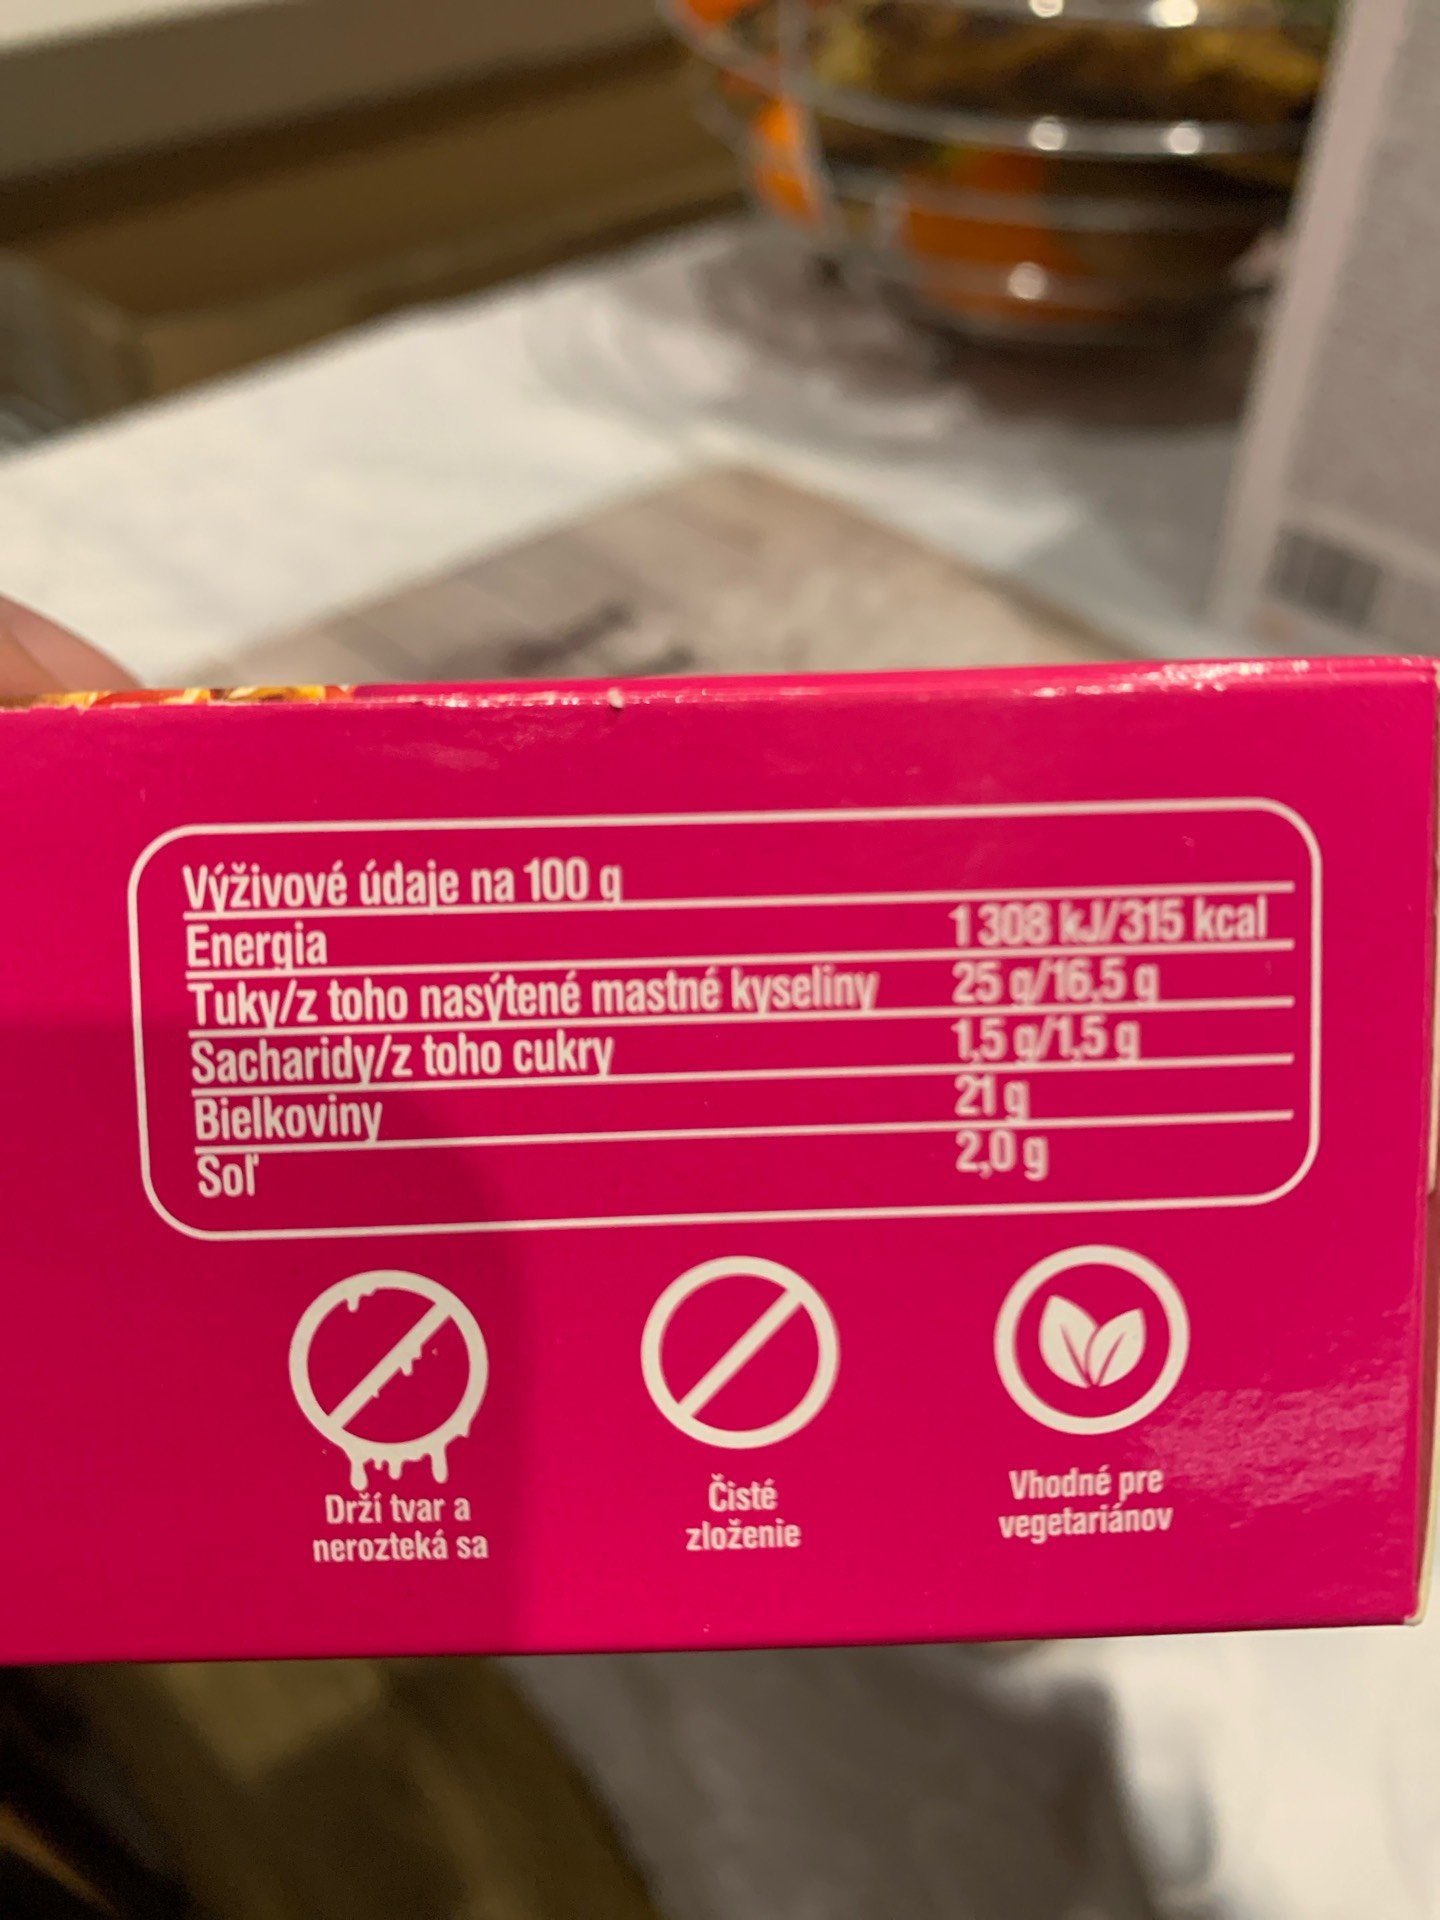 Výživové údaje na 100 g
Energia 1 308 kJ/315 kcal
Tuky/z toho nasýtené mastné kyseliny 25 g/16,5 g
Sacharidy/z toho cukry 1,5 g/1,5 g
Bielkoviny 21 g
Soľ 2,0 g
Drží tvar a
nerozteká sa
Čisté
zloženie
Vhodné pre
vegetariánov